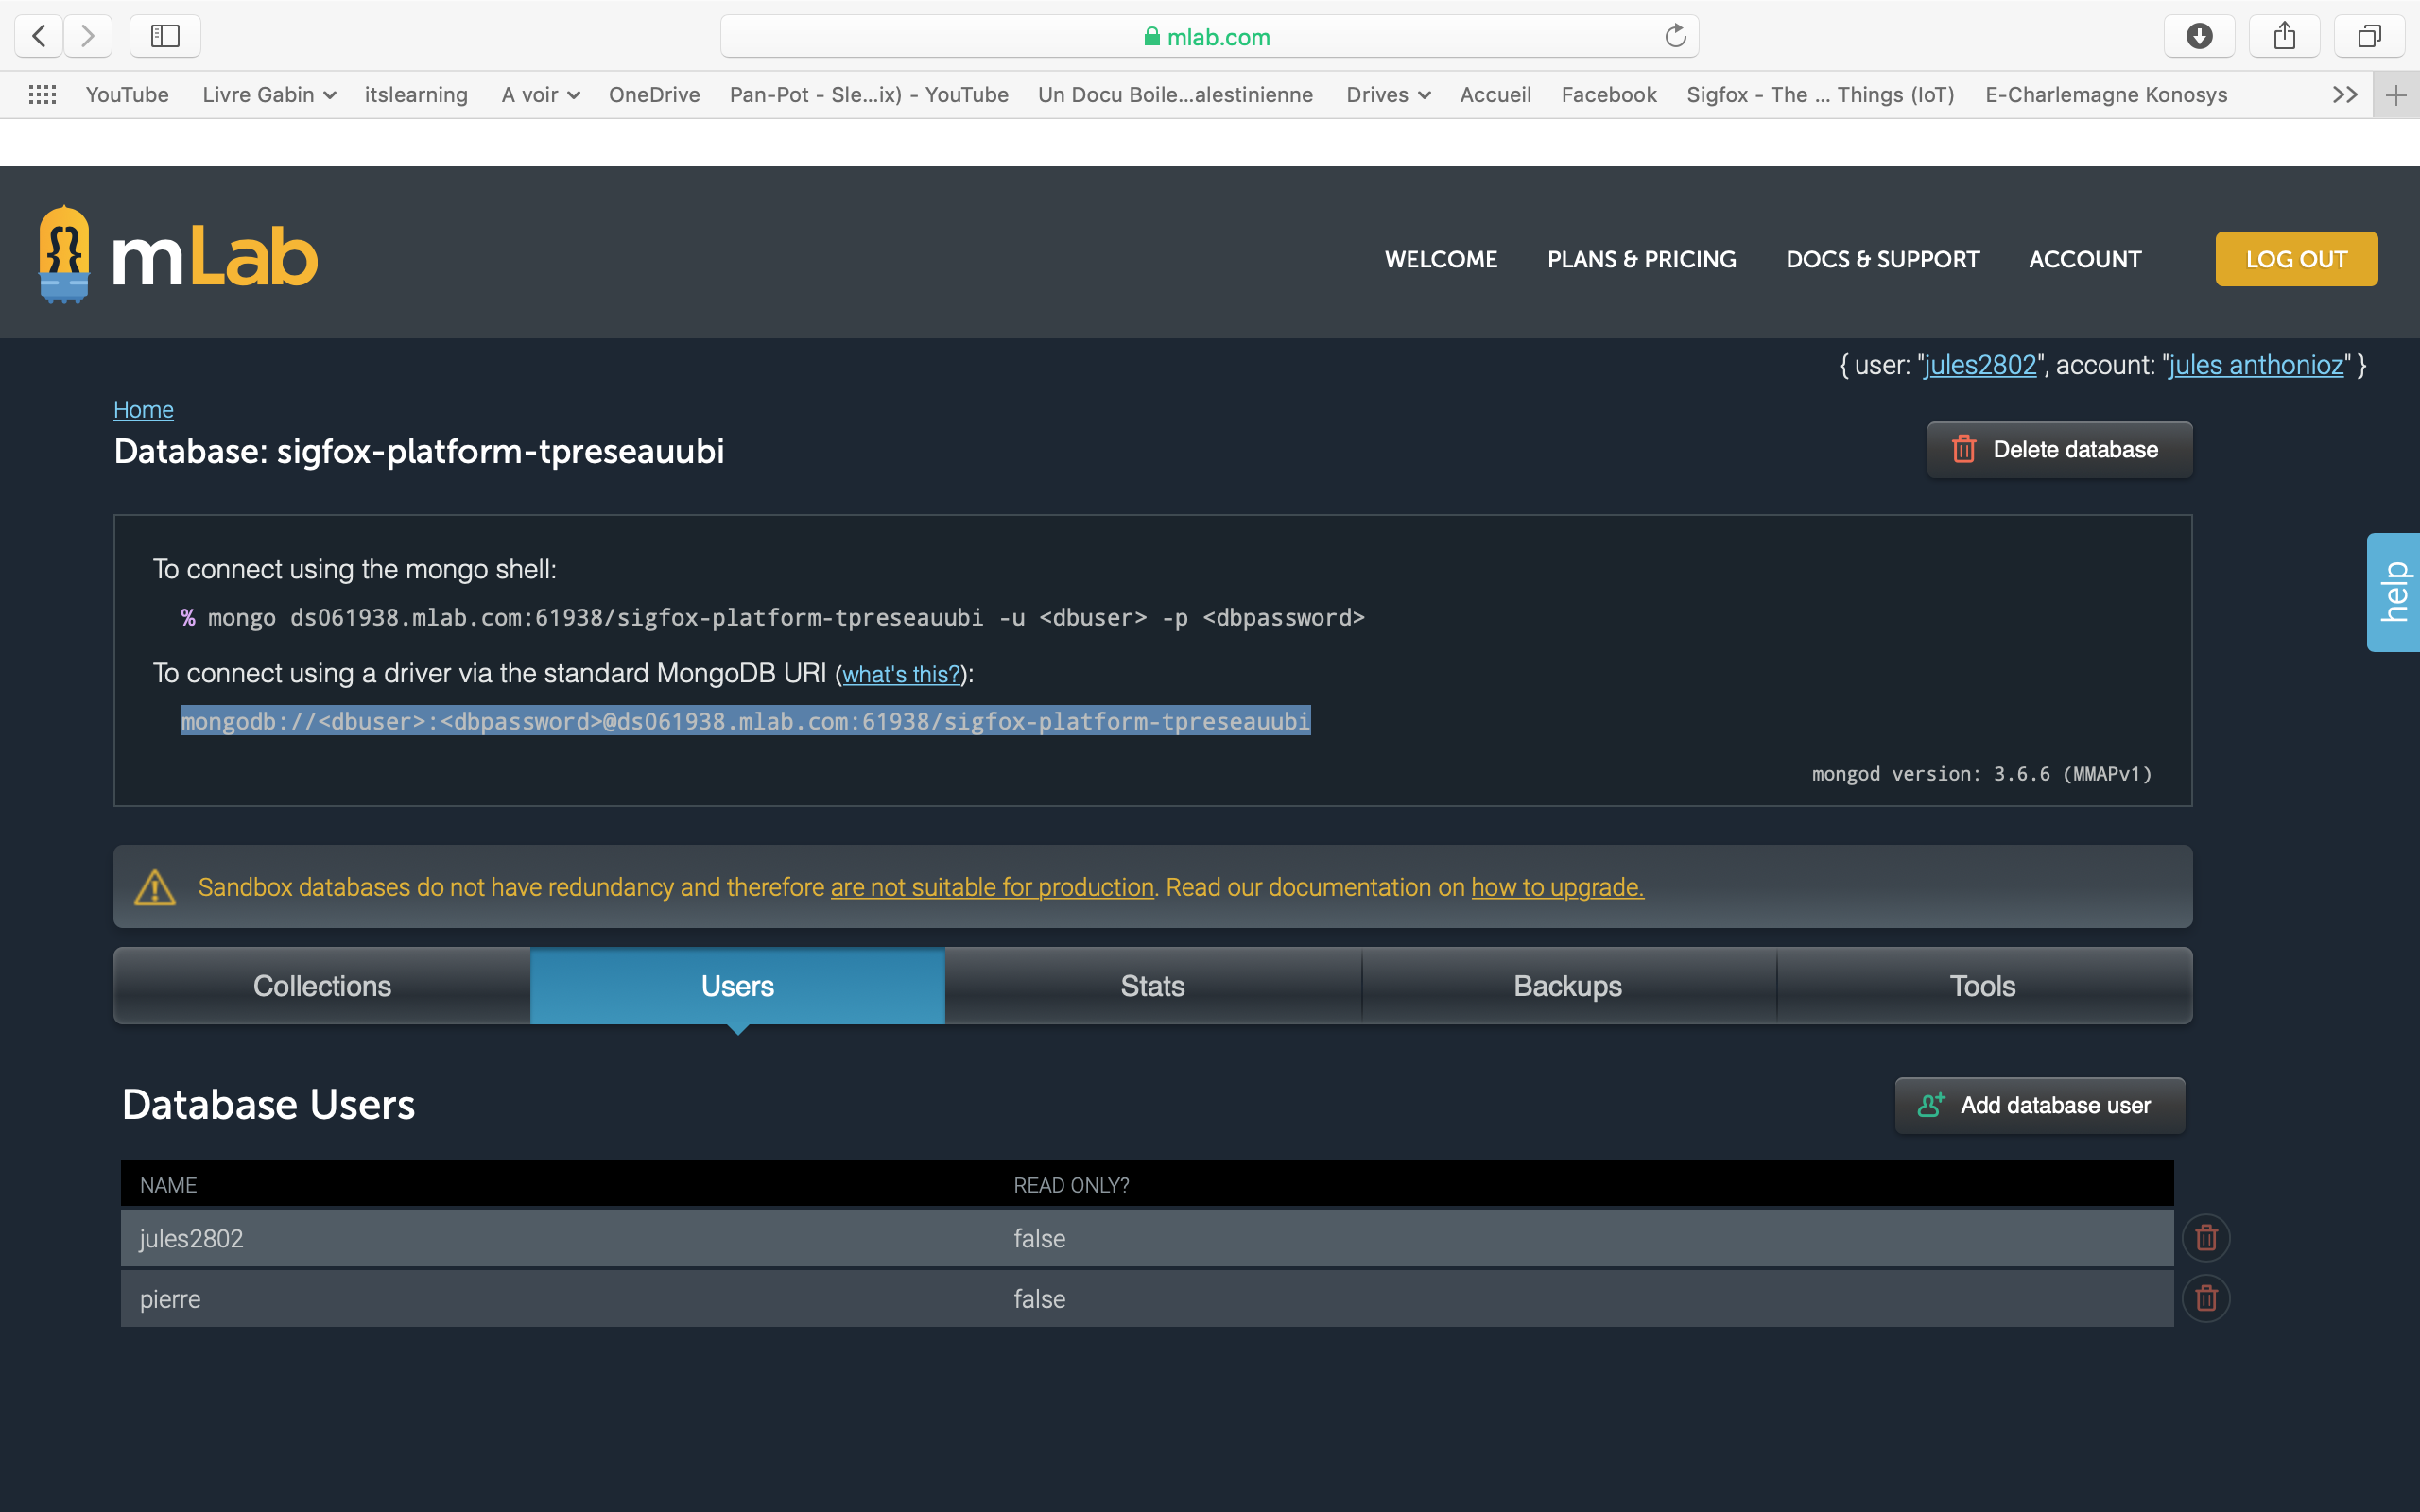 mlab.com
YouTube Livre Gabin itslearning A voir OneDrive Pan-Pot - Sle...ix) - YouTube Un Docu Boile...alestinienne Drives Accueil Facebook Sigfox - The ... Things (IoT) E-Charlemagne Konosys
mLab WELCOME PLANS & PRICING DOCS & SUPPORT ACCOUNT LOG OUT
{ user: "jules2802", account: "jules anthonioz" }
Home
Database: sigfox-platform-tpreseauubi Delete database
To connect using the mongo shell:
% mongo ds061938.mlab.com:61938/sigfox-platform-tpreseauubi -u <dbuser> -p <dbpassword>
To connect using a driver via the standard MongoDB URI (what's this?):
mongodb://<dbuser>:<dbpassword>@ds061938.mlab.com:61938/sigfox-platform-tpreseauubi
mongod version: 3.6.6 (MMAPv1)
help
Sandbox databases do not have redundancy and therefore are not suitable for production. Read our documentation on how to upgrade.
Collections Users Stats Backups Tools
Database Users Add database user
NAME READ ONLY?
jules2802 false
pierre false